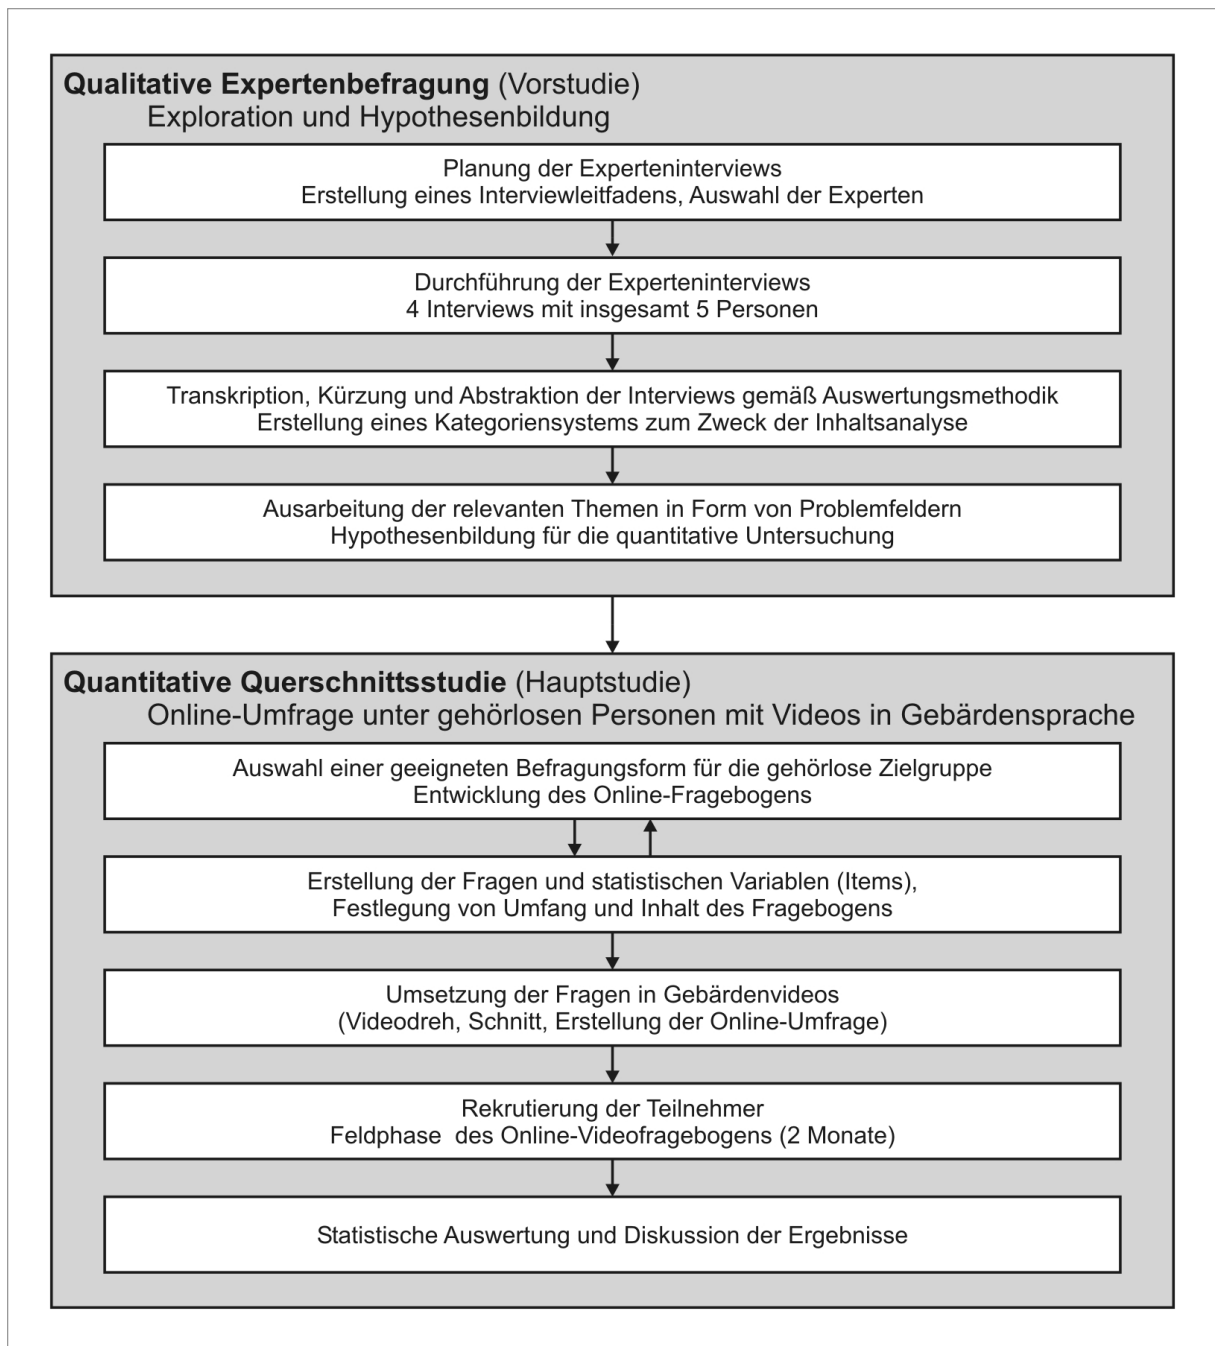 Qualitative Expertenbefragung (Vorstudie)
Exploration und Hypothesenbildung
Planung der Experteninterviews
Erstellung eines Interviewleitfadens, Auswahl der Experten
Durchführung der Experteninterviews
4 Interviews mit insgesamt 5 Personen
Transkription, Kürzung und Abstraktion der Interviews gemäß Auswertungsmethodik
Erstellung eines Kategoriensystems zum Zweck der Inhaltsanalyse
Ausarbeitung der relevanten Themen in Form von Problemfeldern
Hypothesenbildung für die quantitative Untersuchung
Quantitative Querschnittsstudie (Hauptstudie)
Online-Umfrage unter gehörlosen Personen mit Videos in Gebärdensprache
Auswahl einer geeigneten Befragungsform für die gehörlose Zielgruppe
Entwicklung des Online-Fragebogens
Erstellung der Fragen und statistischen Variablen (Items),
Festlegung von Umfang und Inhalt des Fragebogens
Umsetzung der Fragen in Gebärdenvideos
(Videodreh, Schnitt, Erstellung der Online-Umfrage)
Rekrutierung der Teilnehmer
Feldphase  des Online-Videofragebogens (2 Monate)
Statistische Auswertung und Diskussion der Ergebnisse